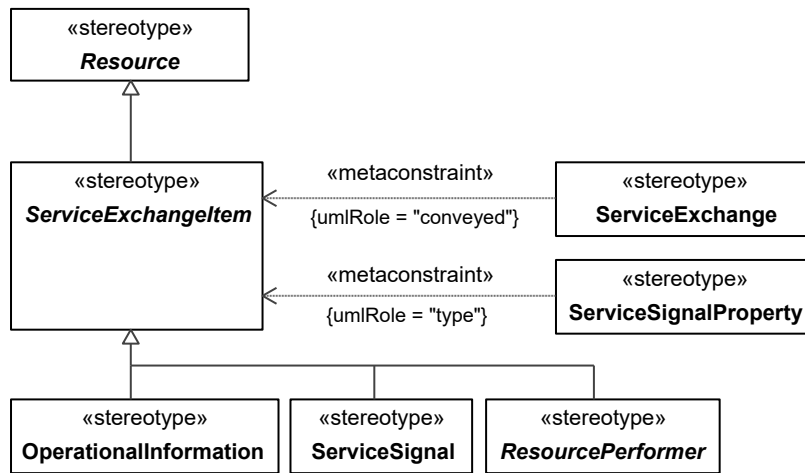 «stereotype»
Resource
«stereotype»
ServiceExchangeItem
«metaconstraint»
{umlRole = "conveyed"}
«stereotype»
ServiceExchange
«metaconstraint»
{umlRole = "type"}
«stereotype»
ServiceSignalProperty
«stereotype»
OperationalInformation
«stereotype»
ServiceSignal
«stereotype»
ResourcePerformer